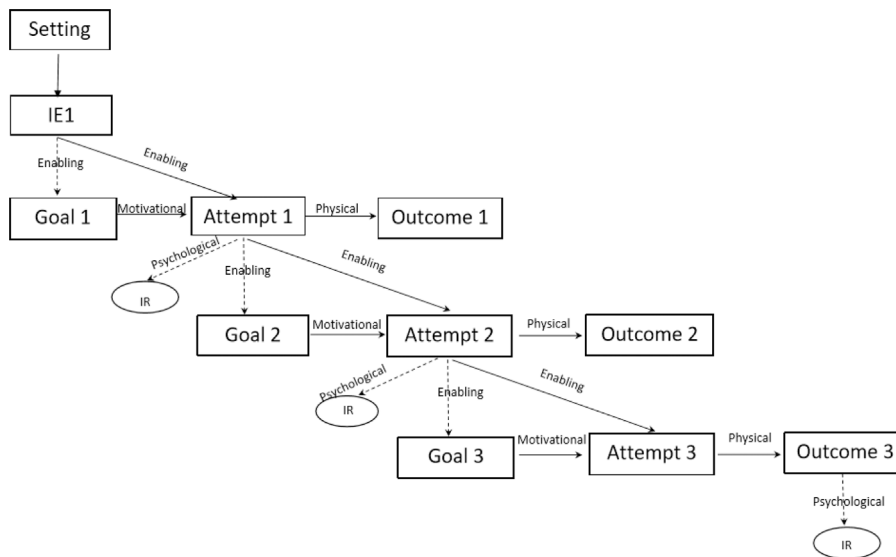 Setting
IE1
Enabling
Enabling
Goal 1
Motivational
Attempt 1
Physical
Outcome 1
Psychological
Enabling
Enabling
IR
Goal 2
Motivational
Attempt 2
Physical
Outcome 2
Psychological
Enabling
Enabling
IR
Goal 3
Motivational
Attempt 3
Physical
Outcome 3
Psychological
IR